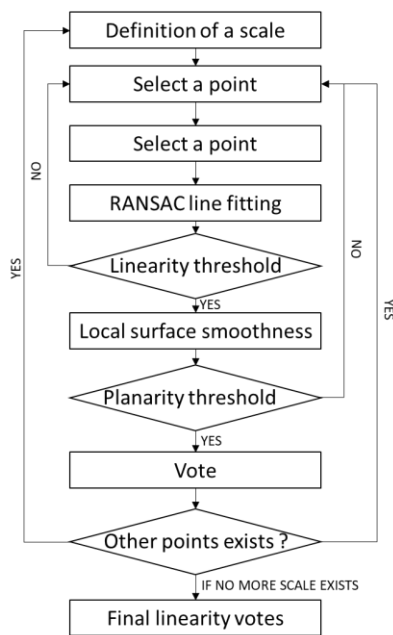 Definition of a scale
Select a point
Select a point
NO
RANSAC line fitting
NO
Linearity threshold
YES
YES
YES
Local surface smoothness
Planarity threshold
YES
Vote
Other points exists ?
IF NO MORE SCALE EXISTS
Final linearity votes